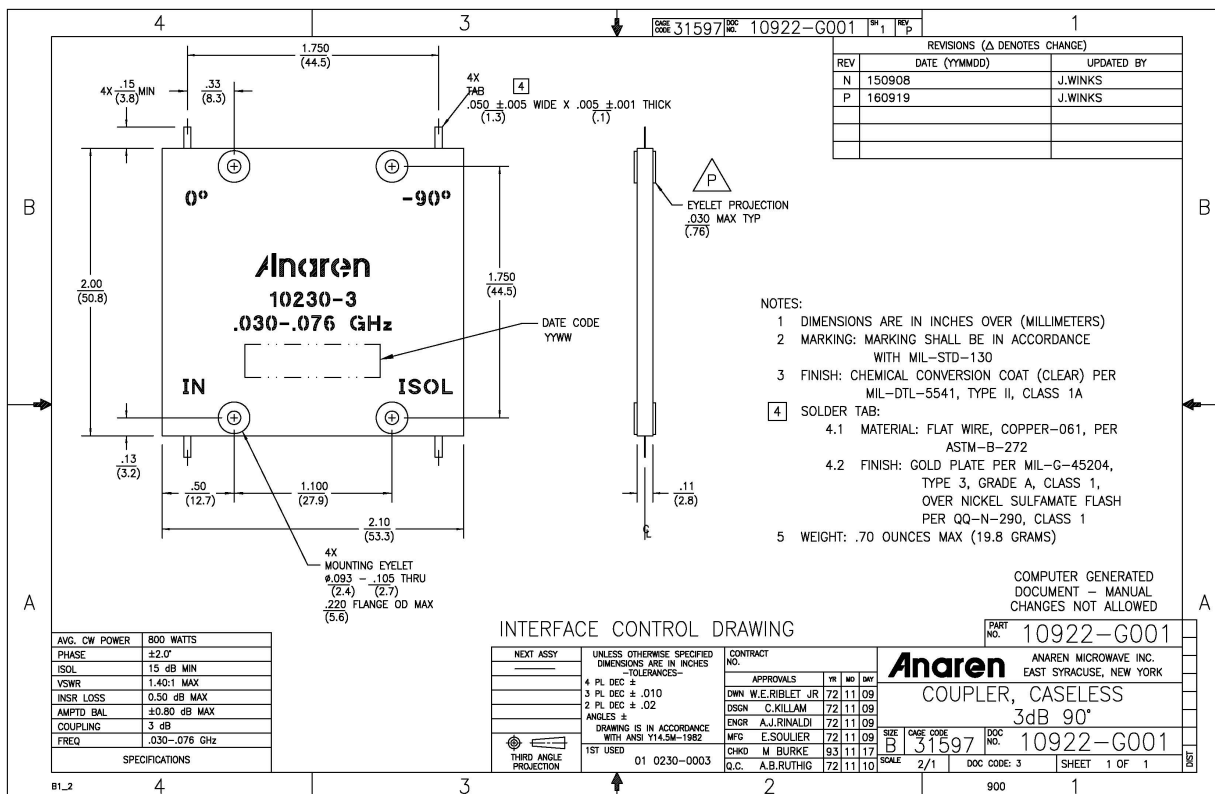 4 3 1
CAGE CODE 31597 DOC NO. 10922-G001 SH 1 REV P
REVISIONS (△ DENOTES CHANGE)
REV DATE (YYMMDD) UPDATED BY
N 150908 J.WINKS
P 160919 J.WINKS
1.750
(44.5)
4X .15 MIN
(3.8)
.33
(8.3)
4X
TAB 4
.050 ±.005 WIDE X .005 ±.001 THICK
(1.3) (.1)
0° -90°
P
EYELET PROJECTION
.030 MAX TYP
(.76)
B B
2.00
(50.8)
1.750
(44.5)
Anaren
10230-3
.030-.076 GHz
DATE CODE
YYWW
IN ISOL
.13
(3.2)
.50
(12.7)
1.100
(27.9)
2.10
(53.3)
.11
(2.8)
℄
4X
MOUNTING EYELET
ø.093 - .105 THRU
(2.4) (2.7)
.220 FLANGE OD MAX
(5.6)
NOTES:
1 DIMENSIONS ARE IN INCHES OVER (MILLIMETERS)
2 MARKING: MARKING SHALL BE IN ACCORDANCE
WITH MIL-STD-130
3 FINISH: CHEMICAL CONVERSION COAT (CLEAR) PER
MIL-DTL-5541, TYPE II, CLASS 1A
4 SOLDER TAB:
4.1 MATERIAL: FLAT WIRE, COPPER-061, PER
ASTM-B-272
4.2 FINISH: GOLD PLATE PER MIL-G-45204,
TYPE 3, GRADE A, CLASS 1,
OVER NICKEL SULFAMATE FLASH
PER QQ-N-290, CLASS 1
5 WEIGHT: .70 OUNCES MAX (19.8 GRAMS)
COMPUTER GENERATED
DOCUMENT - MANUAL
CHANGES NOT ALLOWED
A A
AVG. CW POWER 800 WATTS
PHASE ±2.0°
ISOL 15 dB MIN
VSWR 1.40:1 MAX
INSR LOSS 0.50 dB MAX
AMPTD BAL ±0.80 dB MAX
COUPLING 3 dB
FREQ .030-.076 GHz
SPECIFICATIONS
INTERFACE CONTROL DRAWING
NEXT ASSY
THIRD ANGLE
PROJECTION
UNLESS OTHERWISE SPECIFIED
DIMENSIONS ARE IN INCHES
-TOLERANCES-
4 PL DEC ±
3 PL DEC ± .010
2 PL DEC ± .02
ANGLES ±
DRAWING IS IN ACCORDANCE
WITH ANSI Y14.5M-1982
1ST USED
01 0230-0003
CONTRACT
NO.
APPROVALS YR MO DAY
DWN W.E.RIBLET JR 72 11 09
DSGN C.KILLAM 72 11 09
ENGR A.J.RINALDI 72 11 09
MFG E.SOULIER 72 11 09
CHKD M BURKE 93 11 17
Q.C. A.B.RUTHIG 72 11 10
PART NO. 10922-G001
Anaren
ANAREN MICROWAVE INC.
EAST SYRACUSE, NEW YORK
COUPLER, CASELESS
3dB 90°
SIZE B CAGE CODE 31597 DOC NO. 10922-G001
SCALE 2/1 DOC CODE: 3 SHEET 1 OF 1
DIST
B1_2 4 3 2 900 1